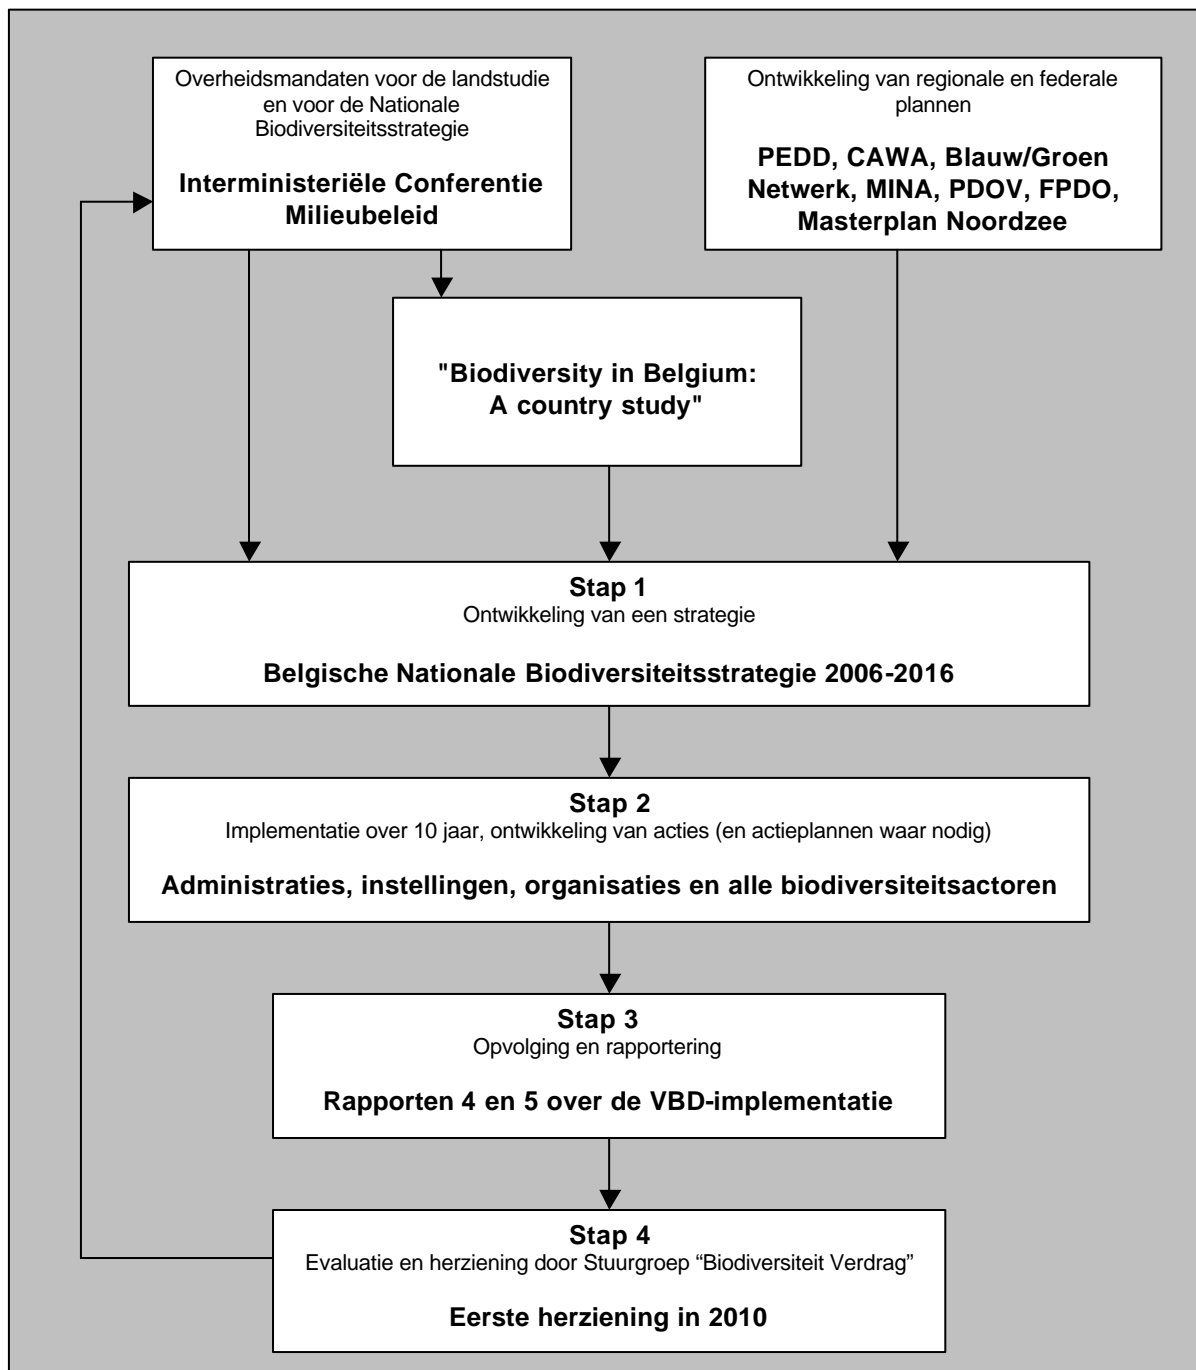 Overheidsmandaten voor de landstudie
en voor de Nationale
Biodiversiteitsstrategie
Interministeriële Conferentie
Milieubeleid
Ontwikkeling van regionale en federale
plannen
PEDD, CAWA, Blauw/Groen
Netwerk, MINA, PDOV, FPDO,
Masterplan Noordzee
"Biodiversity in Belgium:
A country study"
Stap 1
Ontwikkeling van een strategie
Belgische Nationale Biodiversiteitsstrategie 2006-2016
Stap 2
Implementatie over 10 jaar, ontwikkeling van acties (en actieplannen waar nodig)
Administraties, instellingen, organisaties en alle biodiversiteitsactoren
Stap 3
Opvolging en rapportering
Rapporten 4 en 5 over de VBD-implementatie
Stap 4
Evaluatie en herziening door Stuurgroep “Biodiversiteit Verdrag”
Eerste herziening in 2010